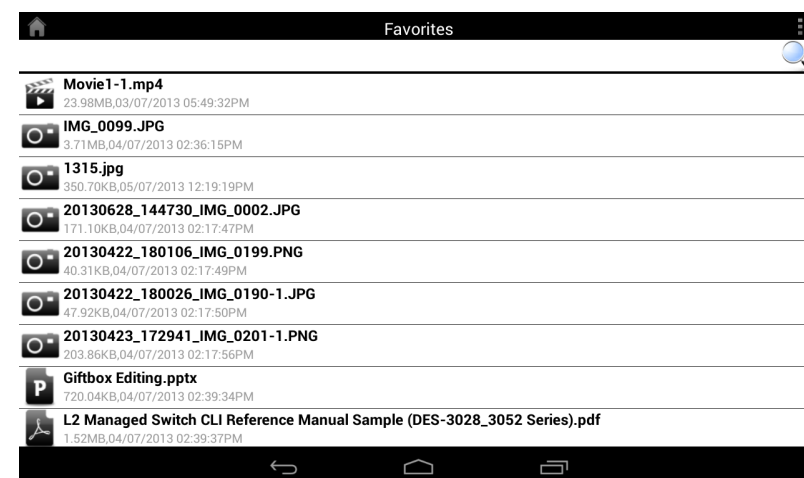 Favorites
Movie1-1.mp4
23.98MB,03/07/2013 05:49:32PM
IMG_0099.JPG
3.71MB,04/07/2013 02:36:15PM
1315.jpg
350.70KB,05/07/2013 12:19:19PM
20130628_144730_IMG_0002.JPG
171.10KB,04/07/2013 02:17:47PM
20130422_180106_IMG_0199.PNG
40.31KB,04/07/2013 02:17:49PM
20130422_180026_IMG_0190-1.JPG
47.92KB,04/07/2013 02:17:50PM
20130423_172941_IMG_0201-1.PNG
203.86KB,04/07/2013 02:17:56PM
P
Giftbox Editing.pptx
720.04KB,04/07/2013 02:39:34PM
L2 Managed Switch CLI Reference Manual Sample (DES-3028_3052 Series).pdf
1.52MB,04/07/2013 02:39:37PM